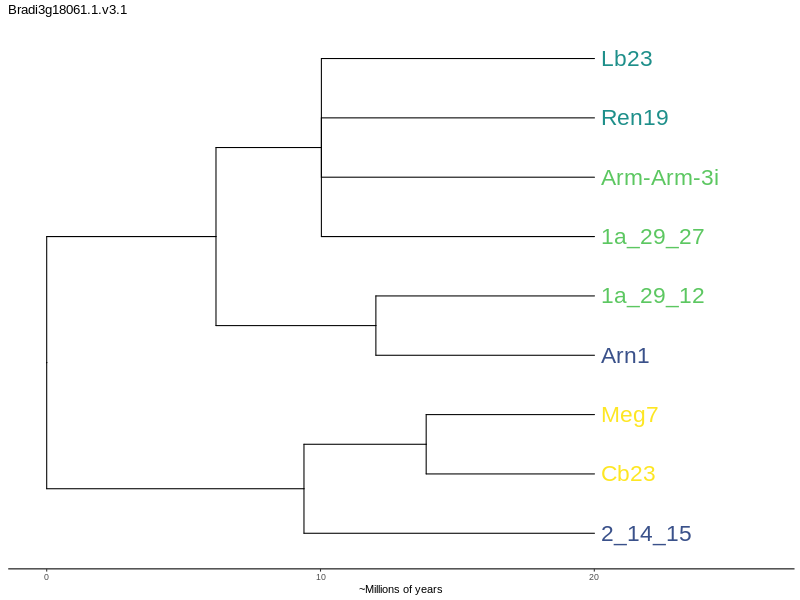 Bradi3g18061.1.v3.1
Lb23
Ren19
Arm-Arm-3i
1a_29_27
1a_29_12
Arn1
Meg7
Cb23
2_14_15
0 10 20
~Millions of years